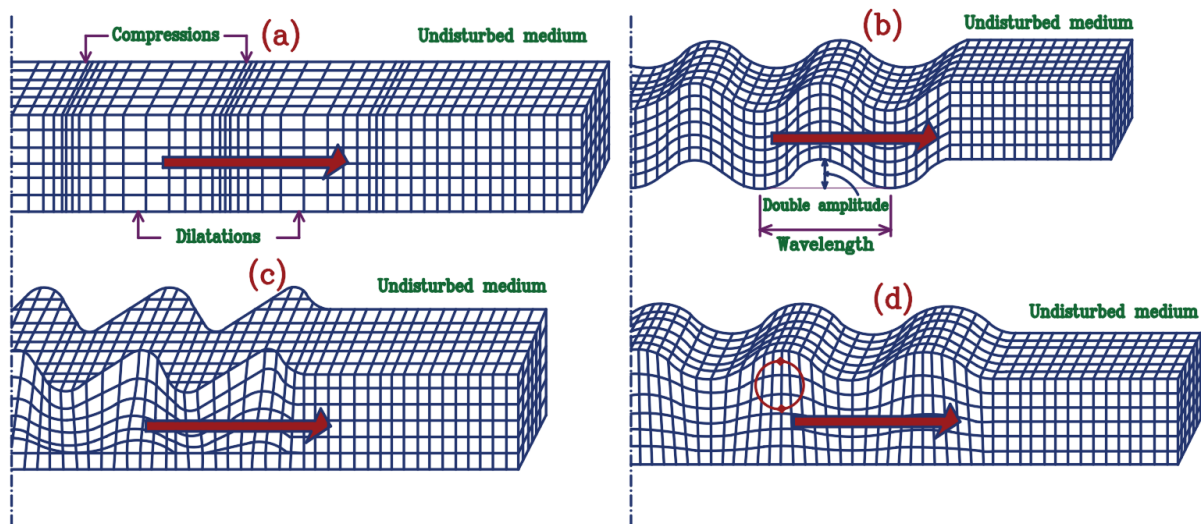 (a)
Compressions
Undisturbed medium
Dilatations
(b)
Undisturbed medium
Double amplitude
Wavelength
(c)
Undisturbed medium
(d)
Undisturbed medium